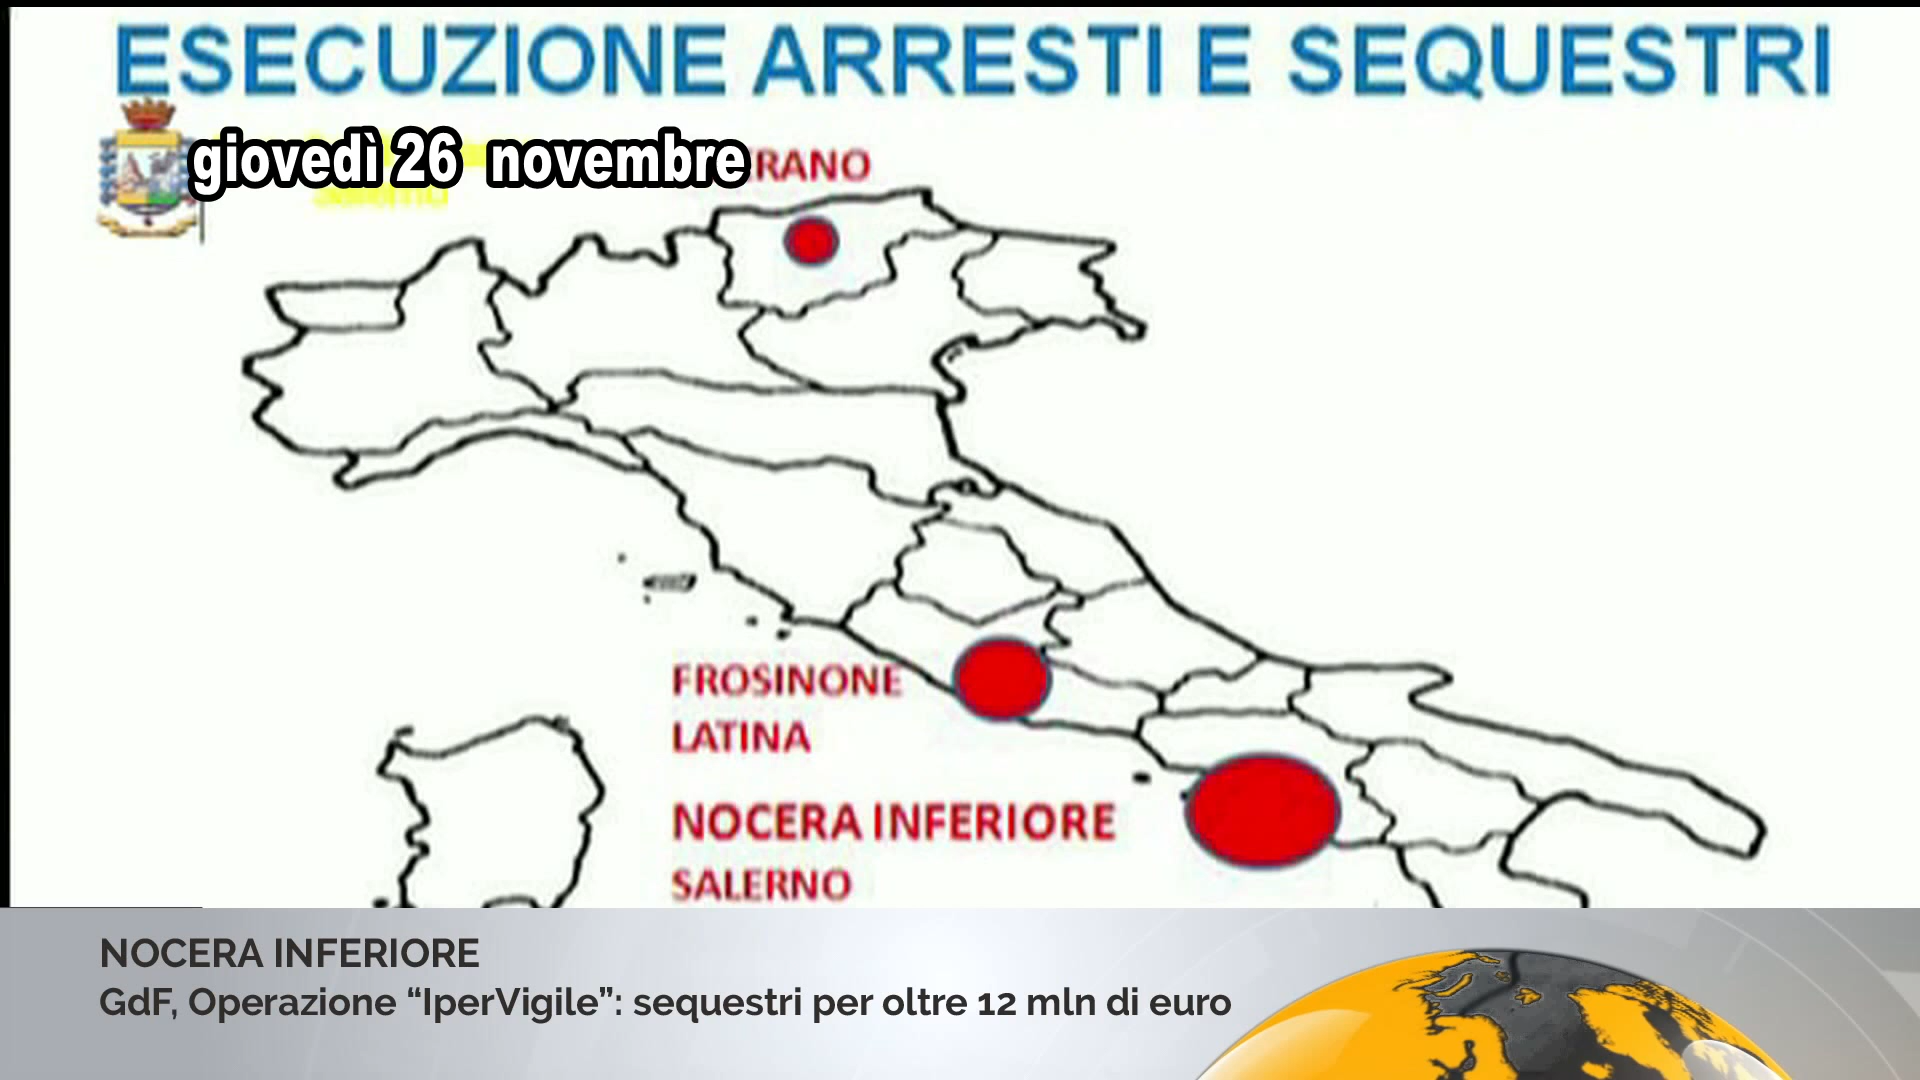 ESECUZIONE ARRESTI E SEQUESTRI
giovedì 26 novembre
RANO
FROSINONE
LATINA
NOCERA INFERIORE
SALERNO
NOCERA INFERIORE
GdF, Operazione “IperVigile”: sequestri per oltre 12 mln di euro